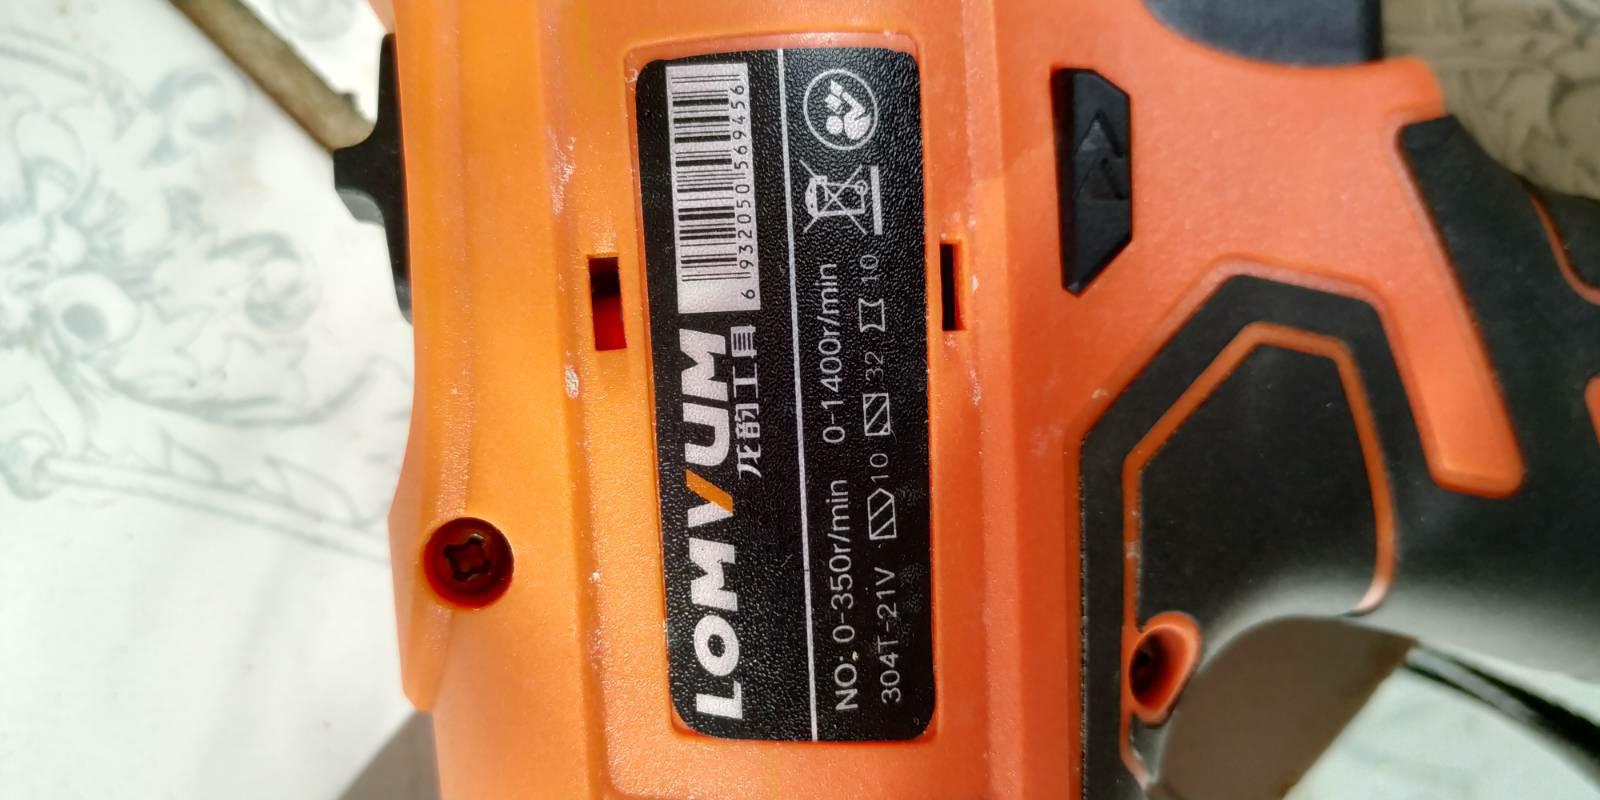 LOMVUM
龙韵工具
6 932050 569456
NO: 0-350r/min 0-1400r/min
304T-21V 10 32 10